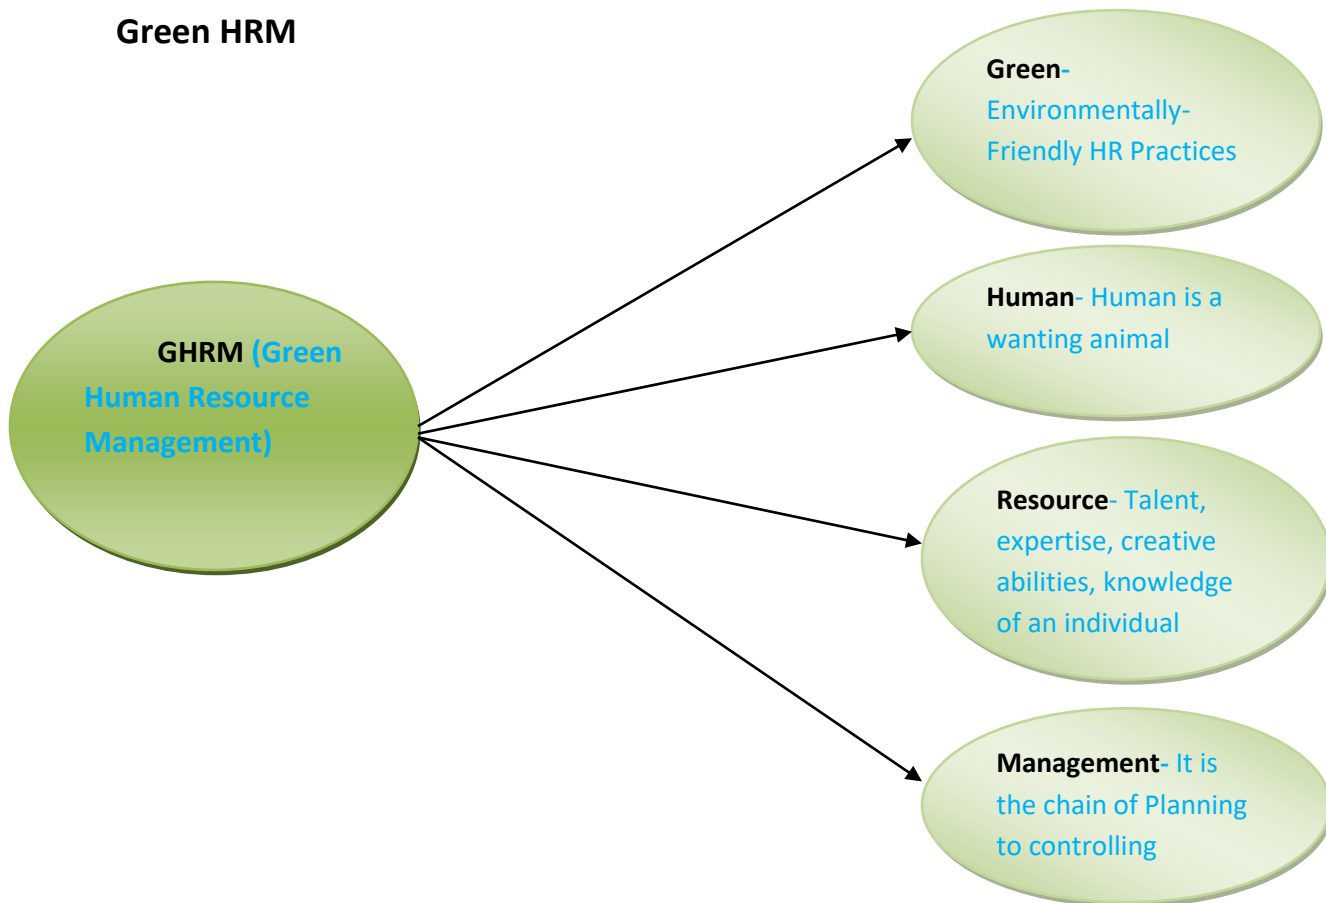 Green HRM
Green-
Environmentally-
Friendly HR Practices
Human- Human is a
wanting animal
GHRM (Green
Human Resource
Management)
Resource- Talent,
expertise, creative
abilities, knowledge
of an individual
Management- It is
the chain of Planning
to controlling